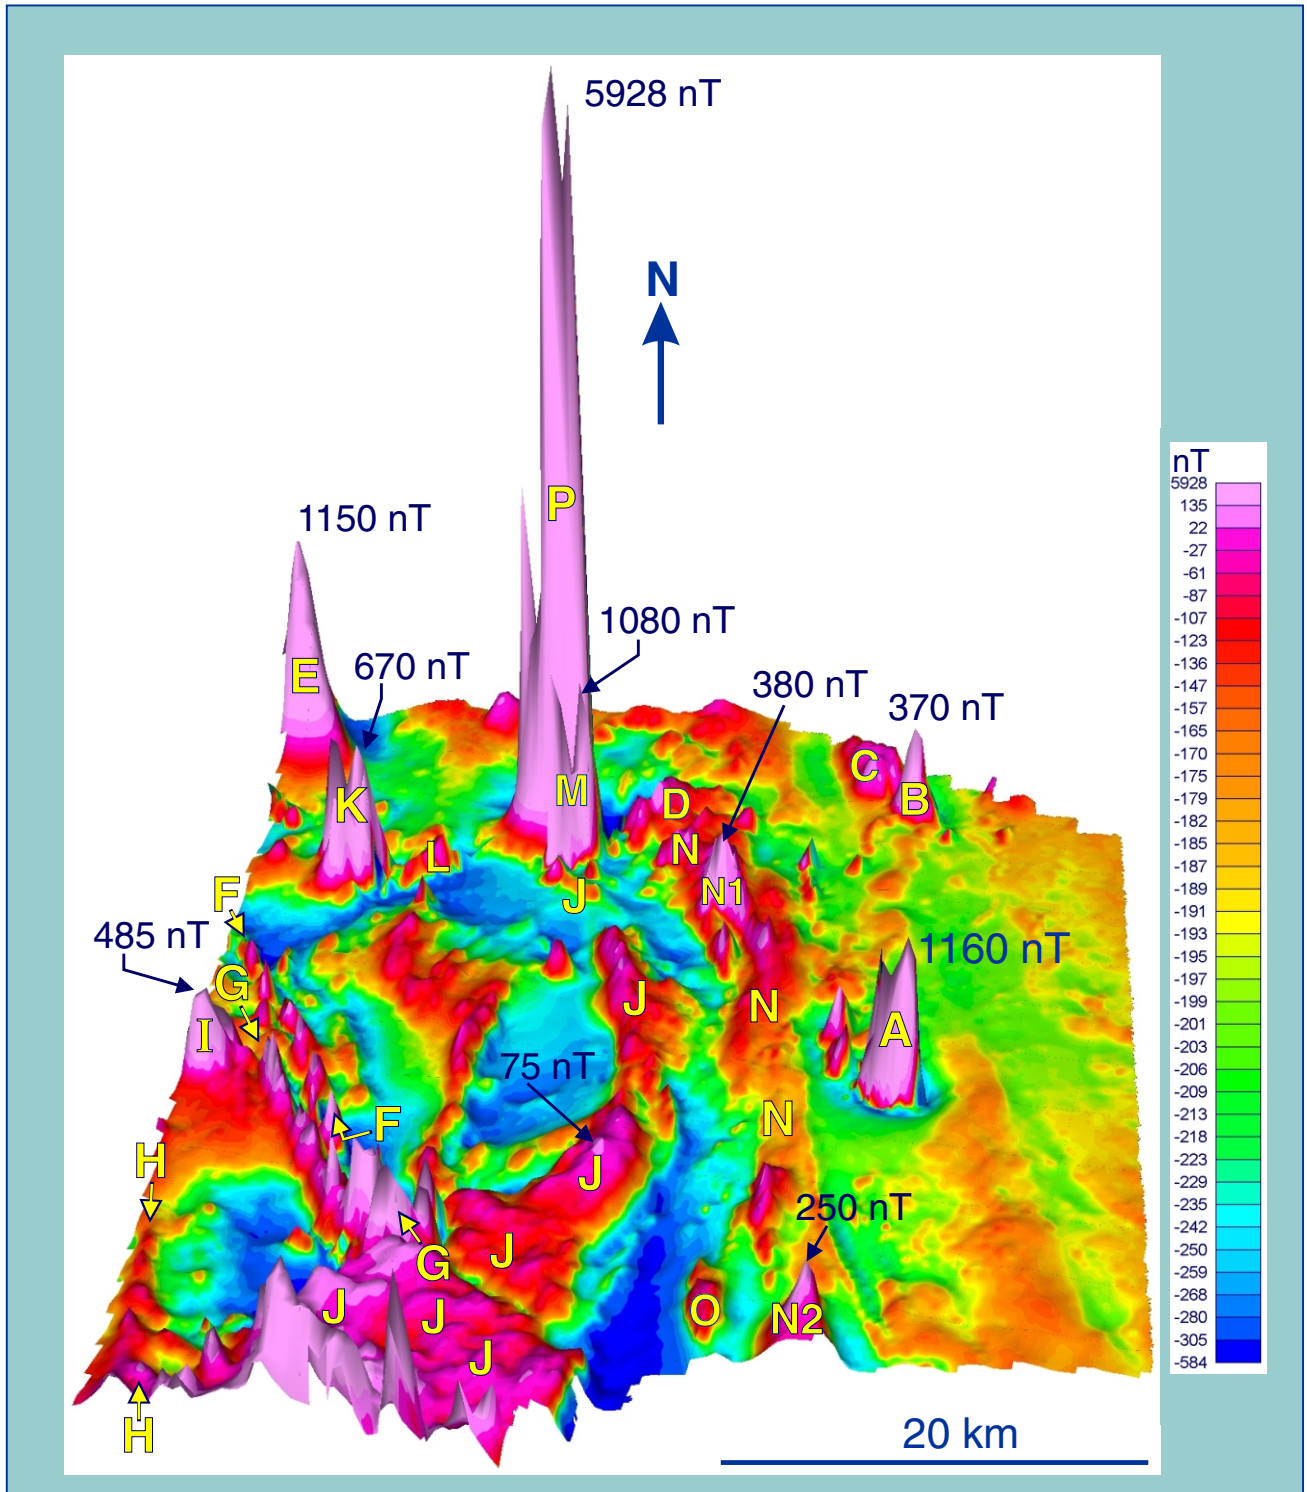 5928 nT
N
1150 nT
P
1080 nT
E
670 nT
380 nT
370 nT
C
K
M
D
B
N
L
J
N1
F
485 nT
1160 nT
G
J
N
I
A
75 nT
F
N
H
J
250 nT
J
G
J
J
O
N2
J
H
20 km
nT
5928
135
22
-27
-61
-87
-107
-123
-136
-147
-157
-165
-170
-175
-179
-182
-185
-187
-189
-191
-193
-195
-197
-199
-201
-203
-206
-209
-213
-218
-223
-229
-235
-242
-250
-259
-268
-280
-305
-584